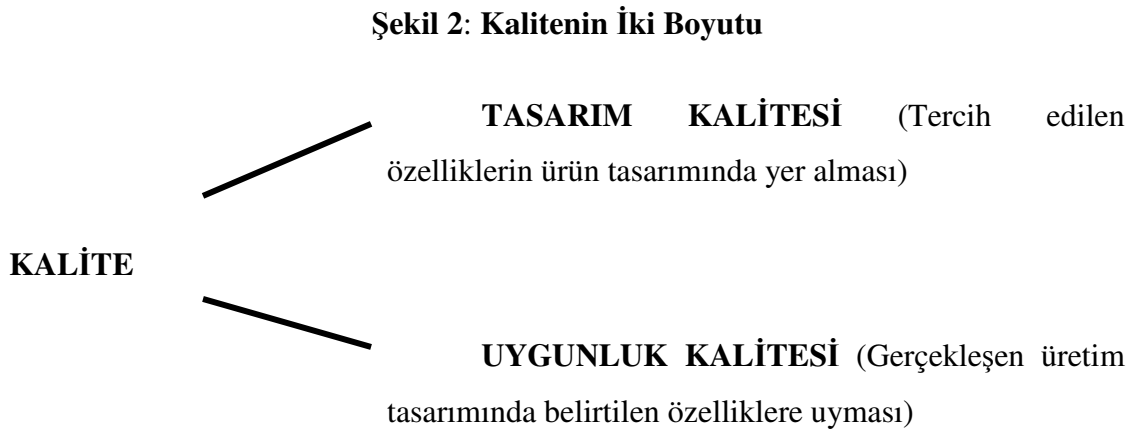 Şekil 2: Kalitenin İki Boyutu
TASARIM KALİTESİ (Tercih edilen
özelliklerin ürün tasarımında yer alması)
KALİTE
UYGUNLUK KALİTESİ (Gerçekleşen üretim
tasarımında belirtilen özelliklere uyması)